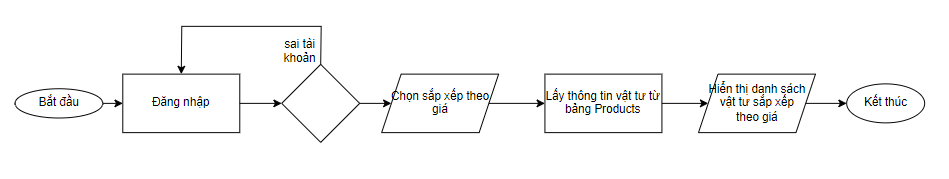 sai tài
khoản
Bắt đầu
Đăng nhập
Chọn sắp xếp theo
giá
Lấy thông tin vật tư từ
bảng Products
Hiển thị danh sách
vật tư sắp xếp
theo giá
Kết thúc